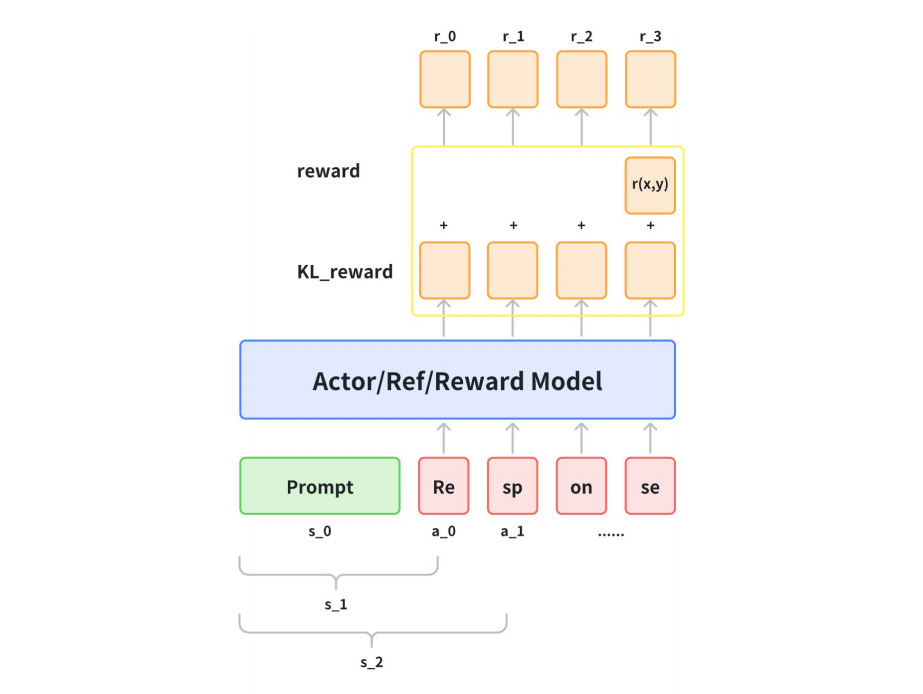 r_0 r_1 r_2 r_3
reward
r(x,y)
+ + + +
KL_reward
Actor/Ref/Reward Model
Prompt Re sp on se
s_0 a_0 a_1 ......
s_1
s_2